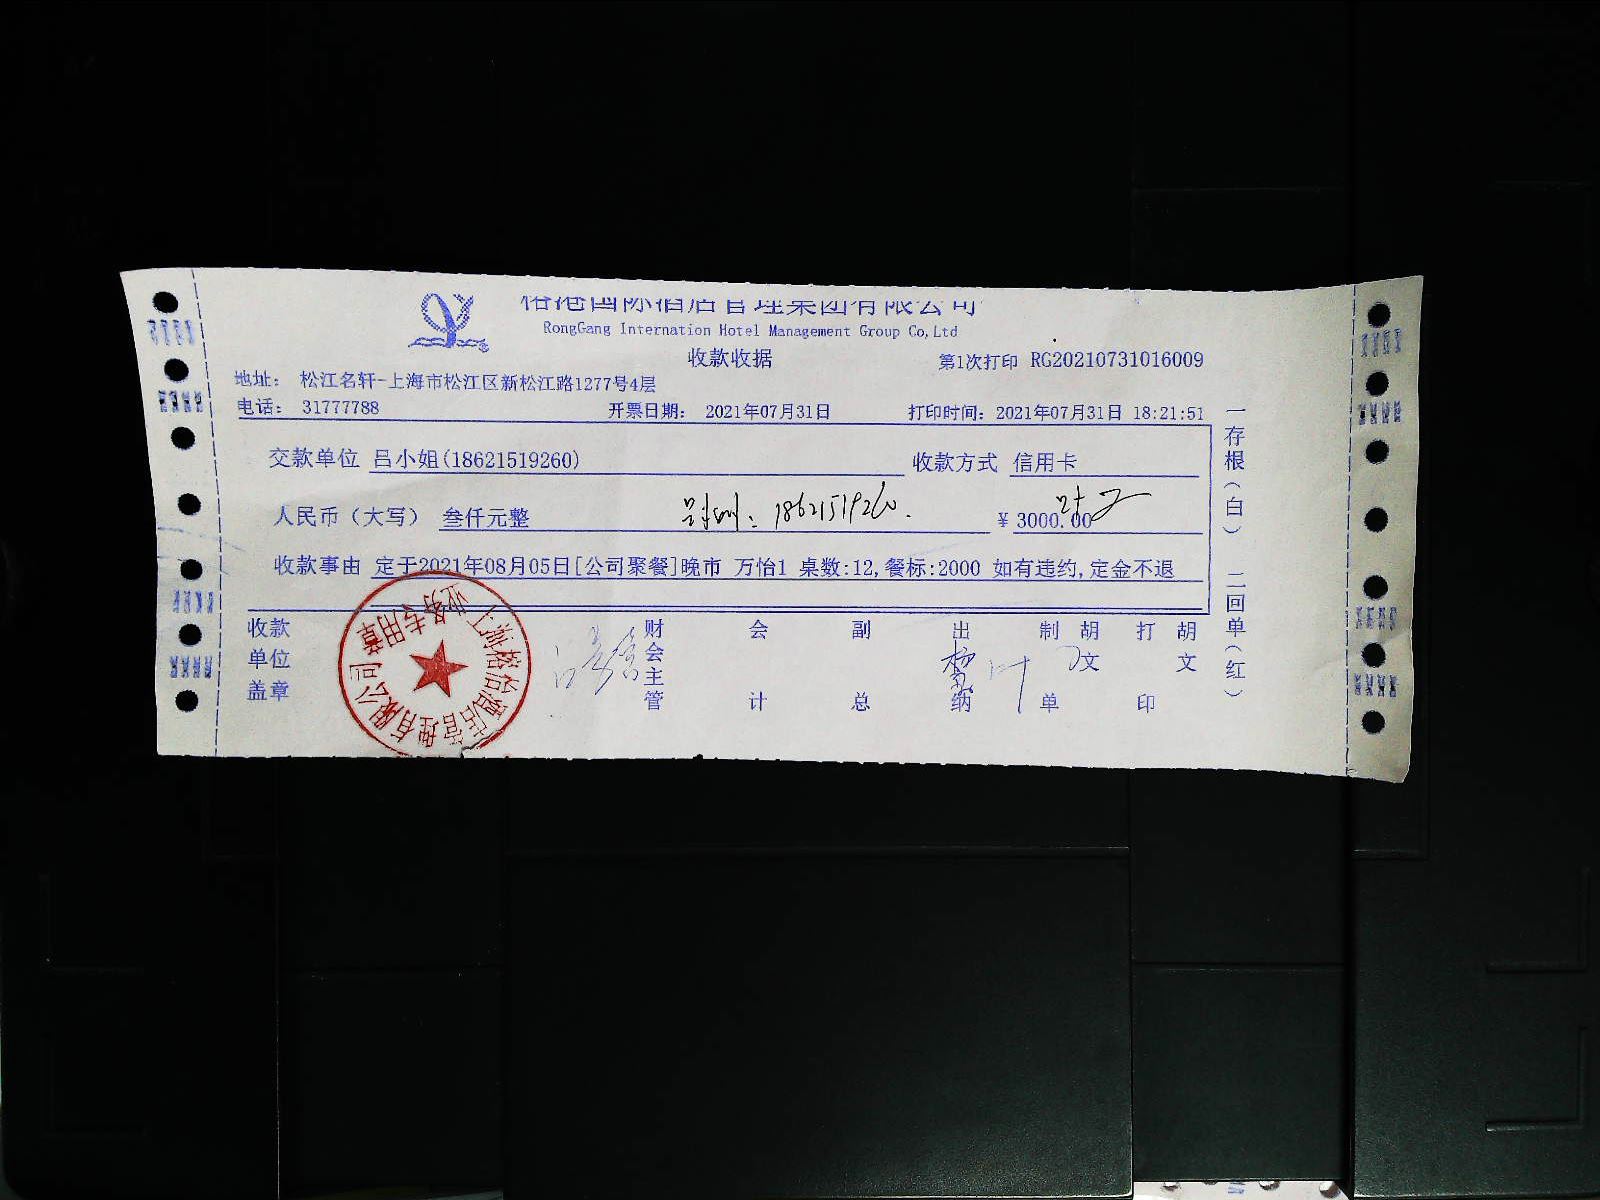 榕港国际酒店管理集团有限公司
RongGang Internation Hotel Management Group Co,Ltd
收款收据
第1次打印 RG20210731016009
地址： 松江名轩-上海市松江区新松江路1277号4层
电话： 31777788 开票日期： 2021年07月31日 打印时间：2021年07月31日 18:21:51
交款单位 吕小姐(18621519260) 收款方式 信用卡
人民币（大写） 叁仟元整 18621519260. ¥ 3000.00
收款事由 定于2021年08月05日[公司聚餐]晚市 万怡1 桌数:12,餐标:2000 如有违约,定金不退
收款单位盖章
财会主管
会计
副总
出纳
制单
胡文
打印
胡文
一存根（白） 二回单（红）
业务专用章